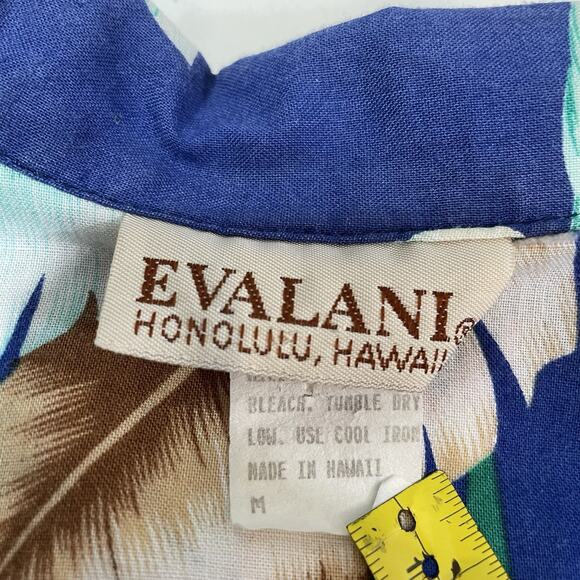 EVALANI®
HONOLULU, HAWAII
BLEACH. TUMBLE DRY
LOW. USE COOL IRON
MADE IN HAWAII
M